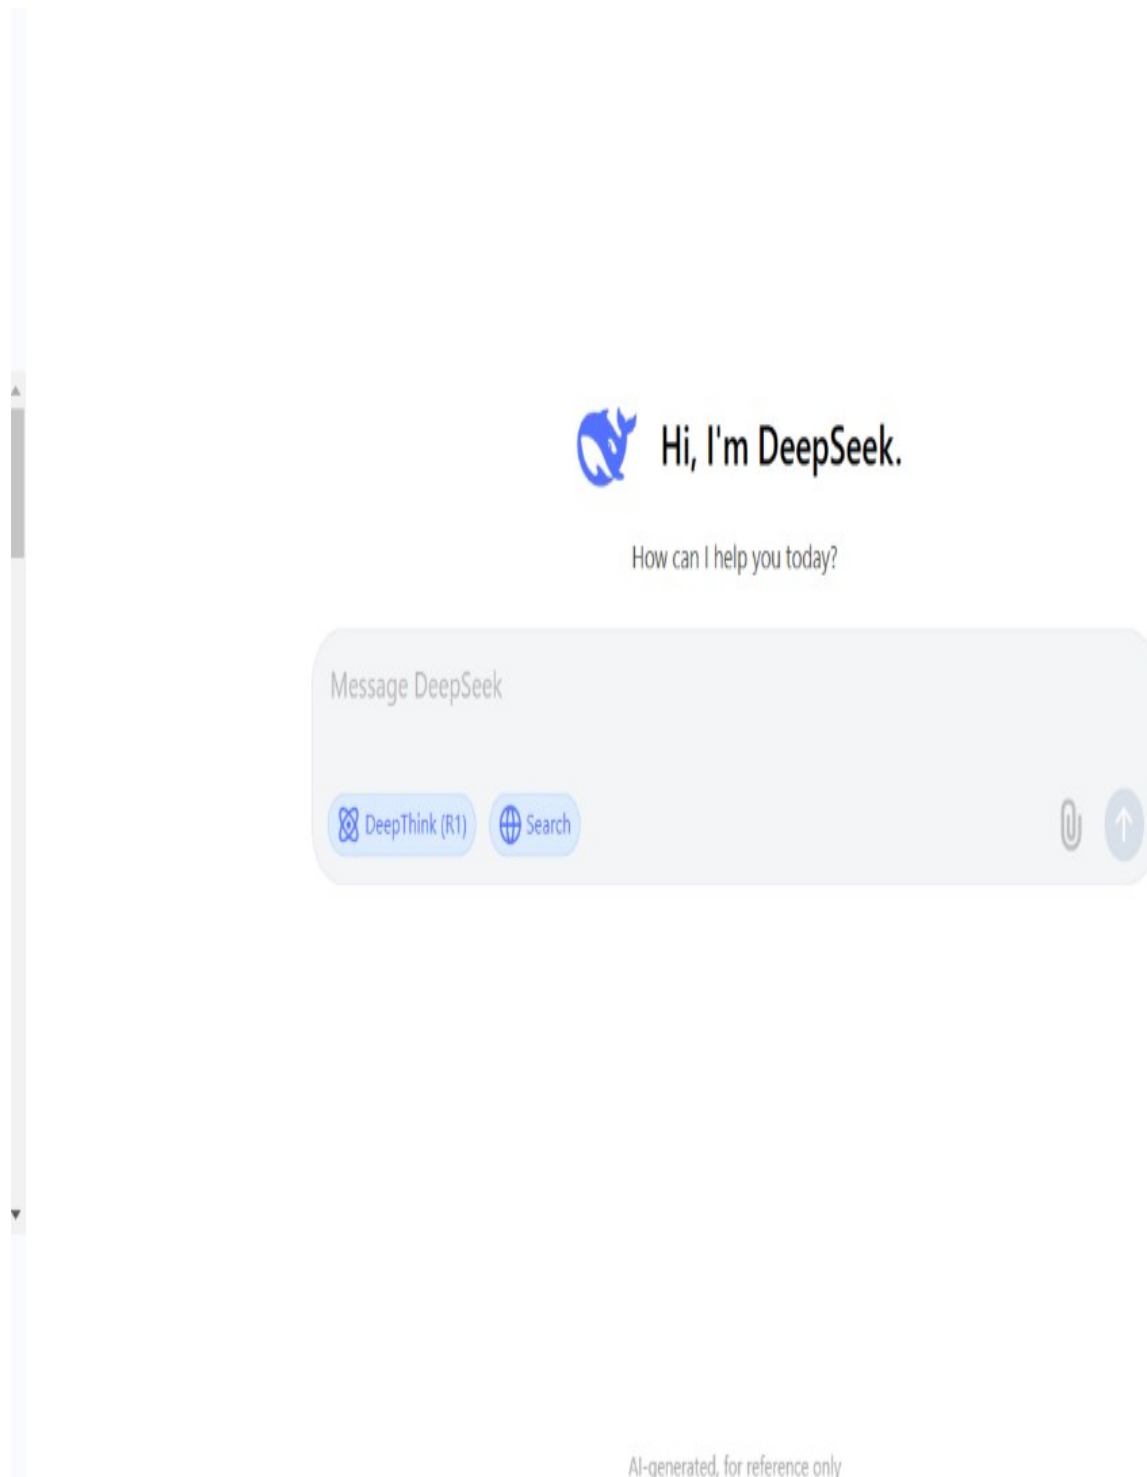 Hi, I'm DeepSeek.
How can I help you today?
Message DeepSeek
DeepThink (R1) Search
AI-generated, for reference only